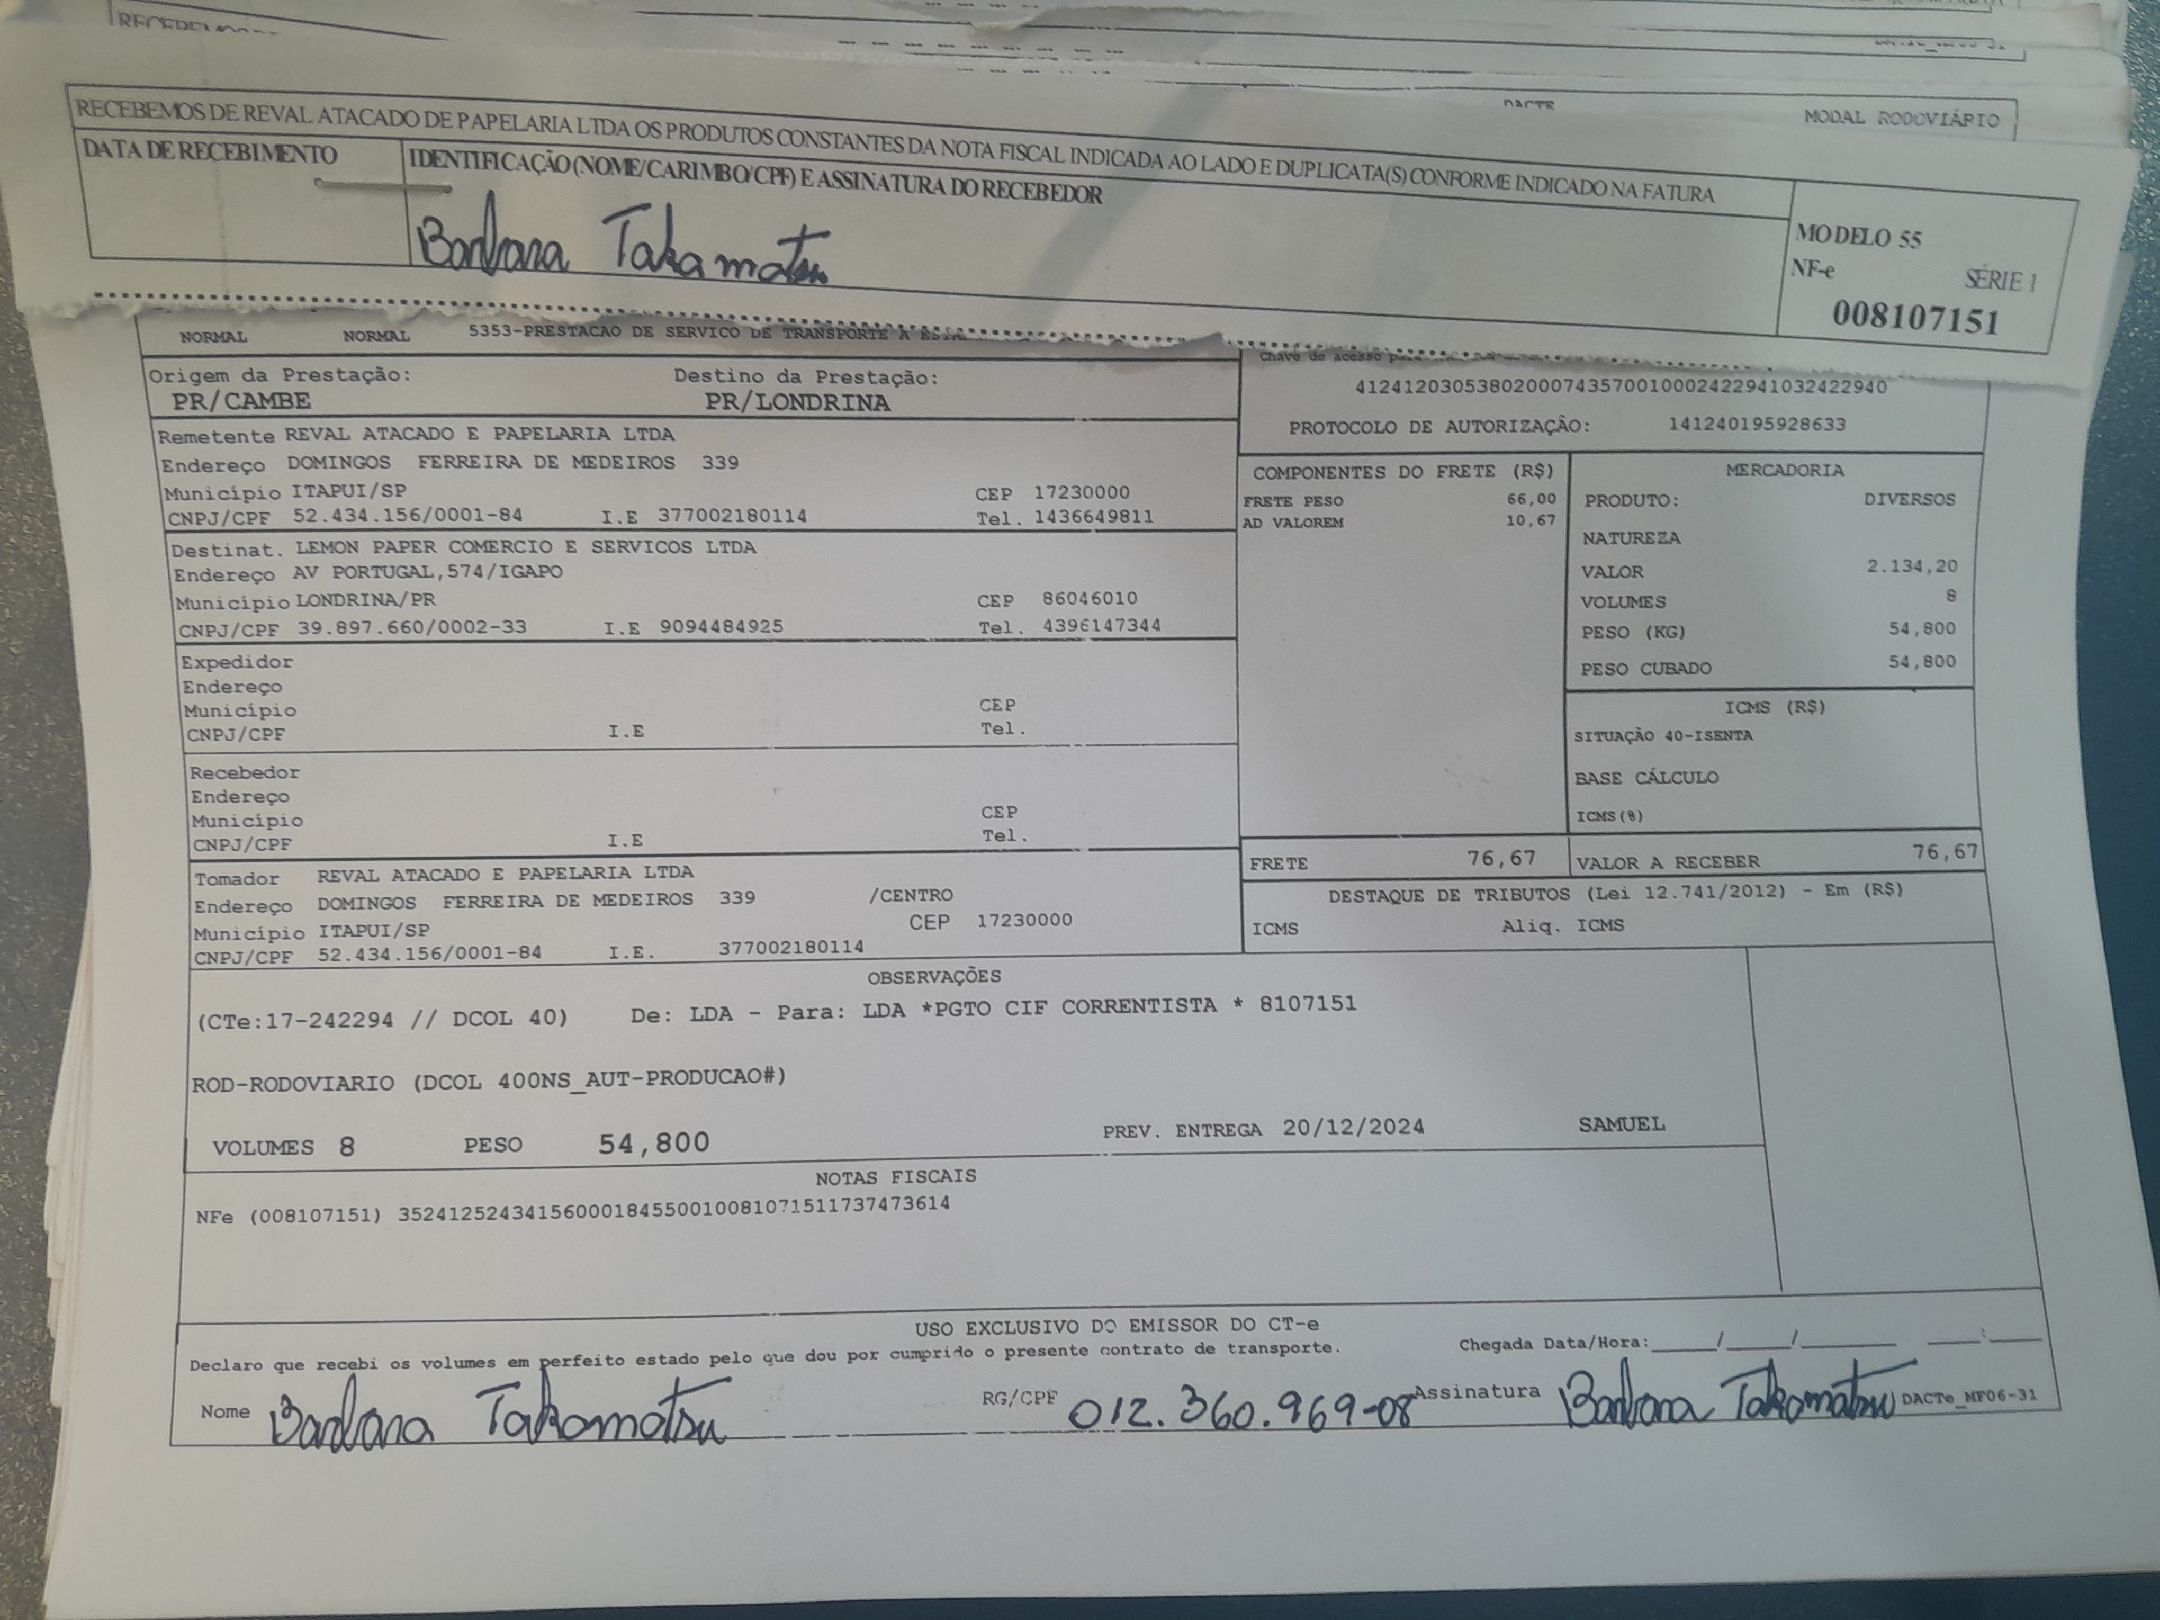 DACTE
MODAL RODOVIÁRIO
RECEBEMOS DE REVAL ATACADO DE PAPELARIA LTDA OS PRODUTOS CONSTANTES DA NOTA FISCAL INDICADA AO LADO E DUPLICATA(S) CONFORME INDICADO NA FATURA
DATA DE RECEBIMENTO IDENTIFICAÇÃO (NOME/CARIMBO/CPF) E ASSINATURA DO RECEBEDOR
Barbara Takamatsu
MODELO 55
NF-e SÉRIE 1
008107151
NORMAL NORMAL 5353-PRESTACAO DE SERVICO DE TRANSPORTE A
Chave de acesso
Origem da Prestação: Destino da Prestação:
PR/CAMBE PR/LONDRINA
41241203053802000743570010002422941032422940
PROTOCOLO DE AUTORIZAÇÃO: 141240195928633
Remetente REVAL ATACADO E PAPELARIA LTDA
Endereço DOMINGOS FERREIRA DE MEDEIROS 339
Município ITAPUI/SP CEP 17230000
CNPJ/CPF 52.434.156/0001-84 I.E 377002180114 Tel. 1436649811
Destinat. LEMON PAPER COMERCIO E SERVICOS LTDA
Endereço AV PORTUGAL,574/IGAPO
Município LONDRINA/PR CEP 86046010
CNPJ/CPF 39.897.660/0002-33 I.E 9094484925 Tel. 4396147344
Expedidor
Endereço
Município CEP
CNPJ/CPF I.E Tel.
Recebedor
Endereço
Município CEP
CNPJ/CPF I.E Tel.
Tomador REVAL ATACADO E PAPELARIA LTDA
Endereço DOMINGOS FERREIRA DE MEDEIROS 339 /CENTRO
Município ITAPUI/SP CEP 17230000
CNPJ/CPF 52.434.156/0001-84 I.E. 377002180114
COMPONENTES DO FRETE (R$)
FRETE PESO 66,00
AD VALOREM 10,67
MERCADORIA
PRODUTO: DIVERSOS
NATUREZA
VALOR 2.134,20
VOLUMES 8
PESO (KG) 54,800
PESO CUBADO 54,800
ICMS (R$)
SITUAÇÃO 40-ISENTA
BASE CÁLCULO
ICMS(%)
FRETE 76,67 VALOR A RECEBER 76,67
DESTAQUE DE TRIBUTOS (Lei 12.741/2012) - Em (R$)
ICMS Aliq. ICMS
OBSERVAÇÕES
(CTe:17-242294 // DCOL 40) De: LDA - Para: LDA *PGTO CIF CORRENTISTA * 8107151
ROD-RODOVIARIO (DCOL 400NS_AUT-PRODUCAO#)
VOLUMES 8 PESO 54,800 PREV. ENTREGA 20/12/2024 SAMUEL
NOTAS FISCAIS
NFe (008107151) 35241252434156000184550010081071511737473614
USO EXCLUSIVO DO EMISSOR DO CT-e
Declaro que recebi os volumes em perfeito estado pelo que dou por cumprido o presente contrato de transporte. Chegada Data/Hora:____/____/______ ____:____
Nome Barbara Takamatsu RG/CPF 012.360.969-08 Assinatura Barbara Takamatsu DACTe_MF06-31